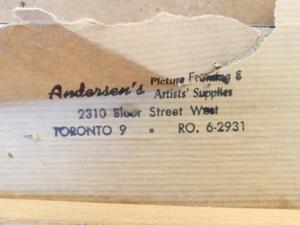 Andersen's Picture Framing &
Artists' Supplies
2310 Bloor Street West
TORONTO 9 • RO. 6-2931